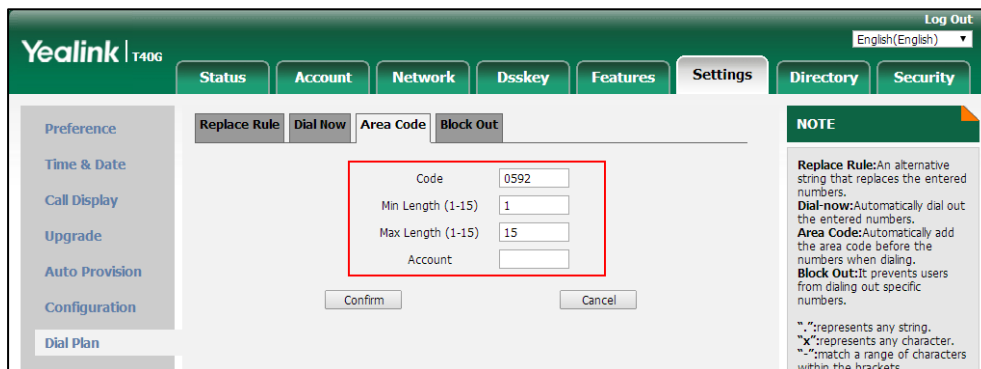 Log Out
English(English)
Yealink T40G
Status Account Network Dsskey Features Settings Directory Security
Preference
Time & Date
Call Display
Upgrade
Auto Provision
Configuration
Dial Plan
Replace Rule Dial Now Area Code Block Out
Code 0592
Min Length (1-15) 1
Max Length (1-15) 15
Account
Confirm Cancel
NOTE
Replace Rule:An alternative
string that replaces the entered
numbers.
Dial-now:Automatically dial out
the entered numbers.
Area Code:Automatically add
the area code before the
numbers when dialing.
Block Out:It prevents users
from dialing out specific
numbers.
".":represents any string.
"x":represents any character.
"-":match a range of characters
within the brackets.